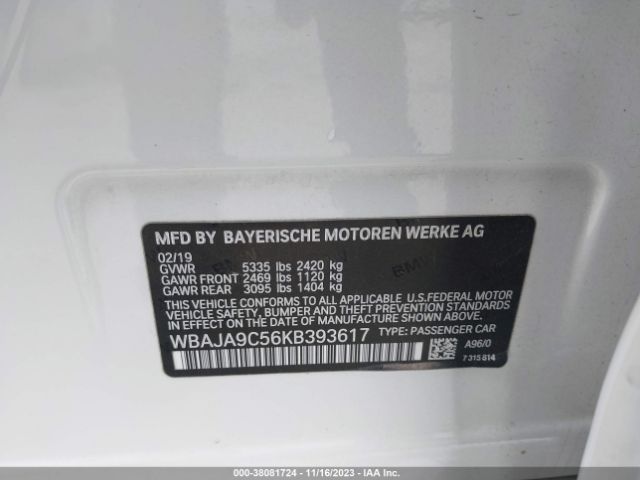 MFD BY BAYERISCHE MOTOREN WERKE AG
02/19
GVWR 5335 lbs 2420 kg
GAWR FRONT 2469 lbs 1120 kg
GAWR REAR 3095 lbs 1404 kg
THIS VEHICLE CONFORMS TO ALL APPLICABLE U.S.FEDERAL MOTOR
VEHICLE SAFETY, BUMPER, AND THEFT PREVENTION STANDARDS
IN EFFECT ON THE DATE OF MANUFACTURE SHOWN ABOVE.
WBAJA9C56KB393617 TYPE: PASSENGER CAR
A96/0
7 315 814
000-38081724 | 11/16/2023 | IAA Inc.